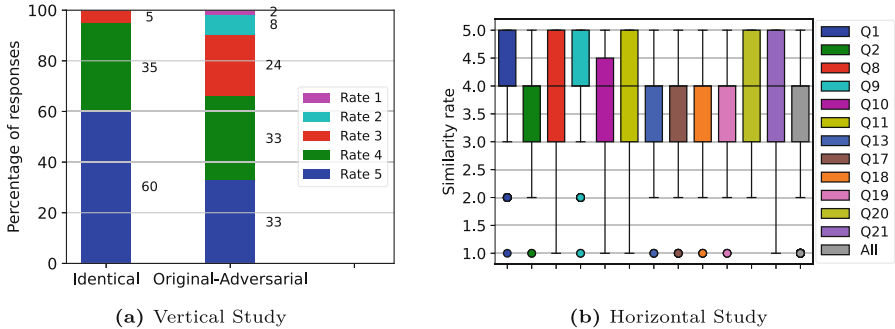 100
80
60
40
20
0
Percentage of responses
5
35
60
2
8
24
33
33
Rate 1
Rate 2
Rate 3
Rate 4
Rate 5
Identical
Original-Adversarial
(a) Vertical Study
5.0
4.5
4.0
3.5
3.0
2.5
2.0
1.5
1.0
Similarity rate
Q1
Q2
Q8
Q9
Q10
Q11
Q13
Q17
Q18
Q19
Q20
Q21
All
(b) Horizontal Study